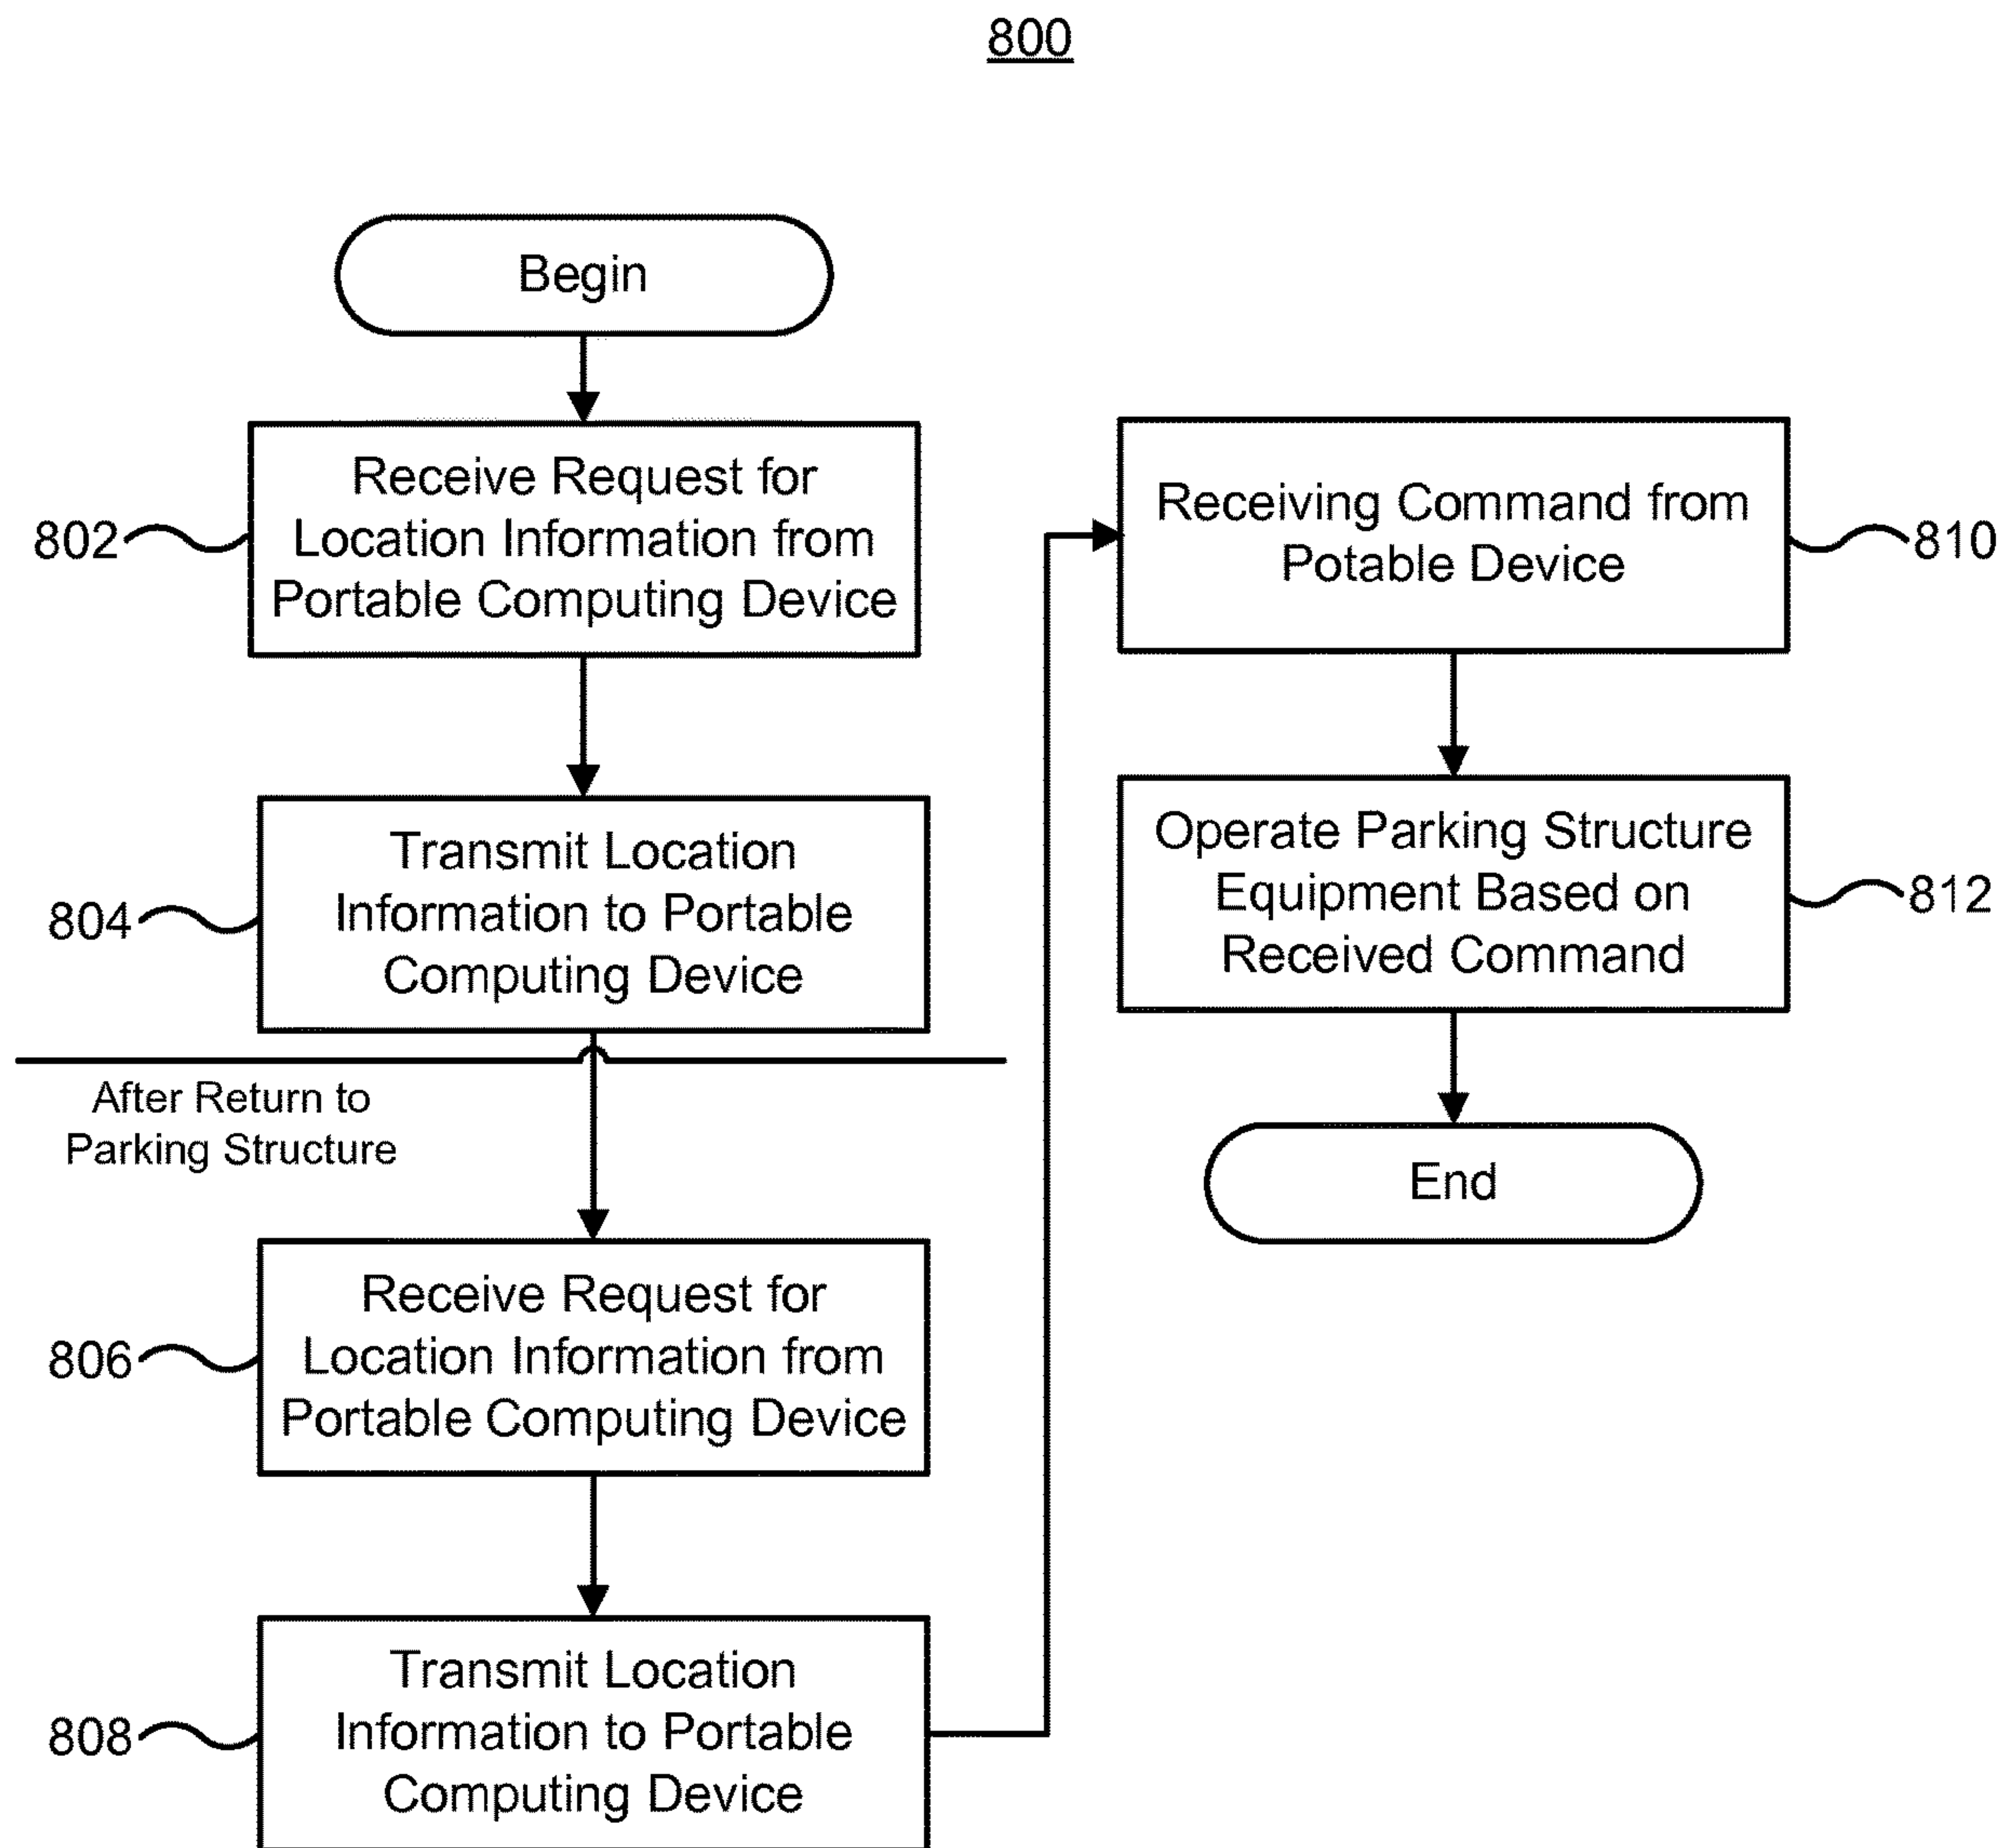 800
Begin
802
Receive Request for
Location Information from
Portable Computing Device
804
Transmit Location
Information to Portable
Computing Device
After Return to
Parking Structure
806
Receive Request for
Location Information from
Portable Computing Device
808
Transmit Location
Information to Portable
Computing Device
Receiving Command from
Potable Device
810
Operate Parking Structure
Equipment Based on
Received Command
812
End